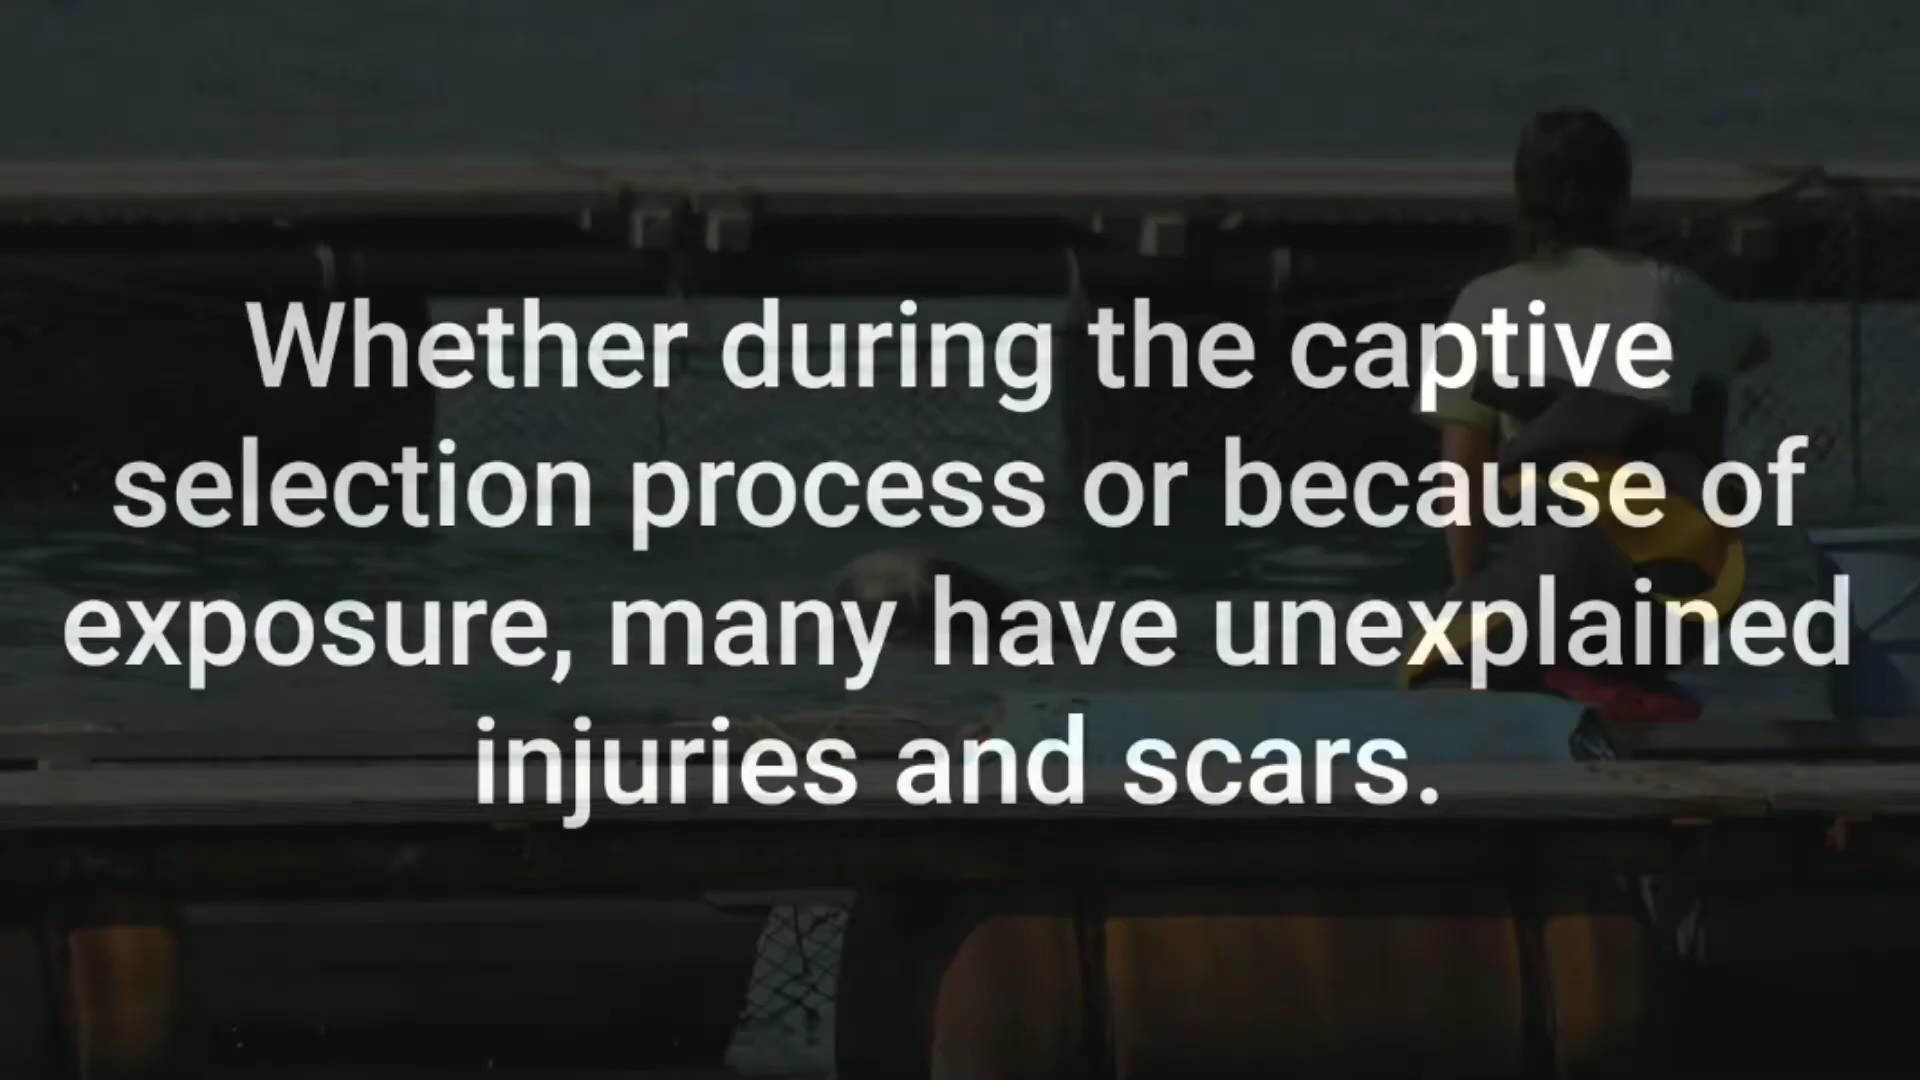 Whether during the captive
selection process or because of
exposure, many have unexplained
injuries and scars.